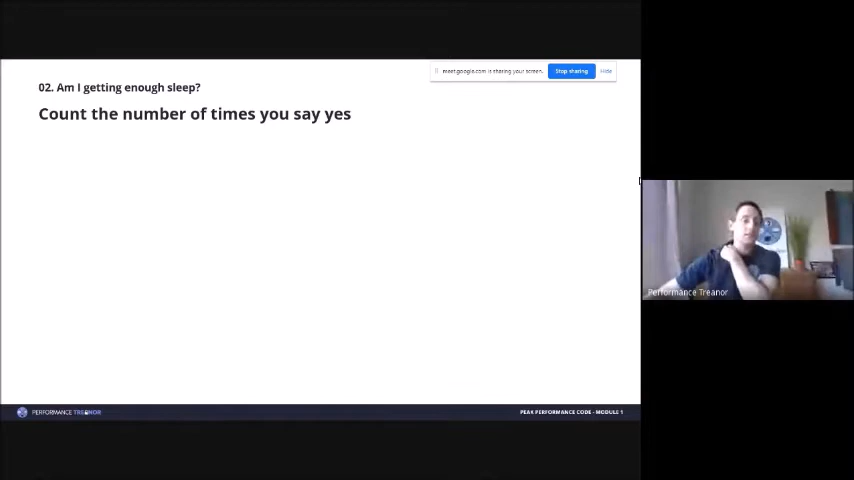 meet.google.com is sharing your screen.
Stop sharing
Hide
02. Am I getting enough sleep?
Count the number of times you say yes
Performance Treanor
PERFORMANCE TREANOR
PEAK PERFORMANCE CODE - MODULE 1